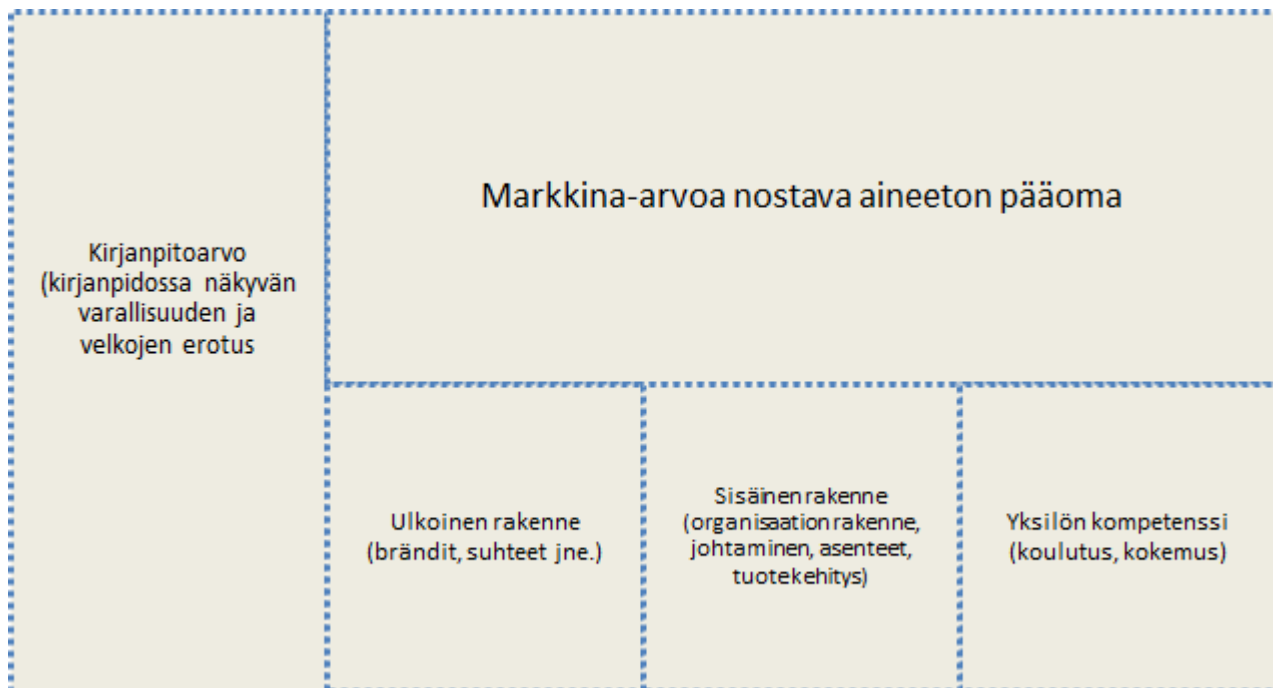 Markkina-arvoa nostava aineeton pääoma
Kirjanpitoarvo
(kirjanpidossa näkyvän
varallisuuden ja
velkojen erotus
Ulkoinen rakenne
(brändit, suhteet jne.)
Sisäinen rakenne
(organisaation rakenne,
johtaminen, asenteet,
tuotekehitys)
Yksilön kompetenssi
(koulutus, kokemus)